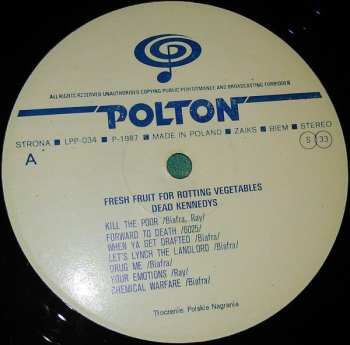 ALL RIGHTS RESERVED UNAUTHORISED COPYING PUBLIC PERFORMANCE AND BROADCASTING FORBIDDEN
POLTON
STRONA ■ LPP-034 ■ P-1987 ■ MADE IN POLAND ■ ZAIKS ■ BIEM ■ STEREO
A
S 33
FRESH FRUIT FOR ROTTING VEGETABLES
DEAD KENNEDYS
KILL THE POOR /Biafra, Ray/
FORWARD TO DEATH /6025/
WHEN YA GET DRAFTED /Biafra/
LET'S LYNCH THE LANDLORD /Biafra/
DRUG ME /Biafra/
YOUR EMOTIONS /Ray/
CHEMICAL WARFARE /Biafra/
Tłoczenie: Polskie Nagrania